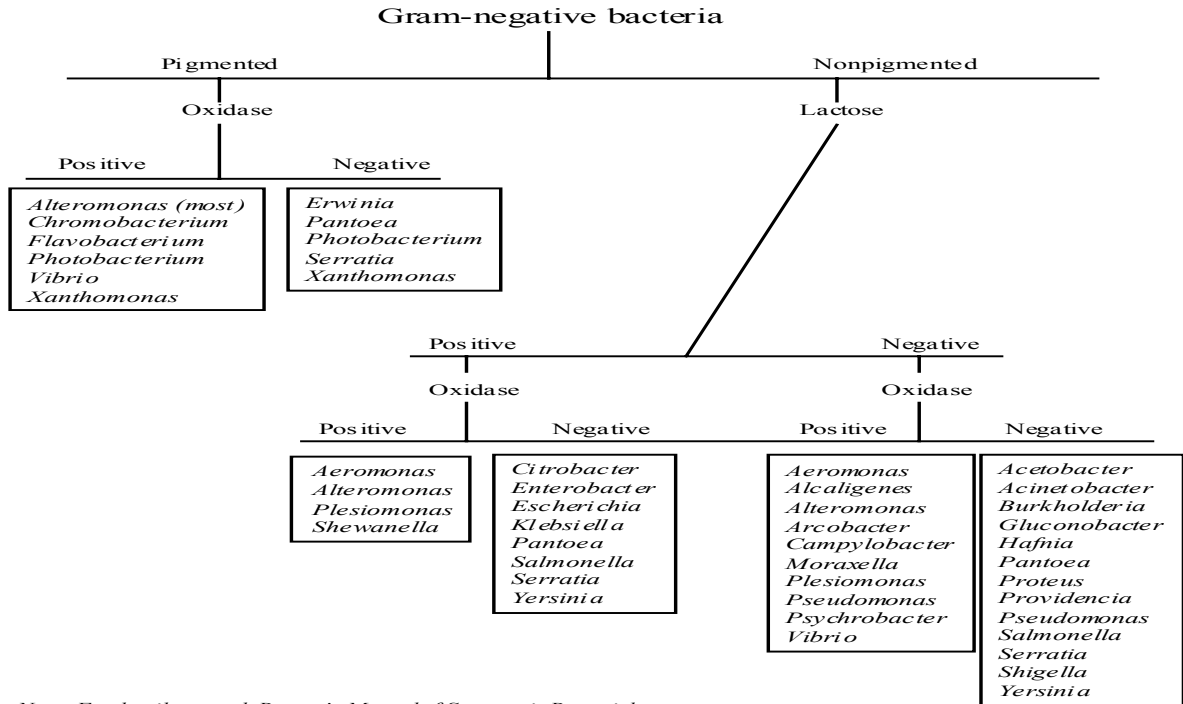 Gram-negative bacteria
Pigmented
Nonpigmented
Oxidase
Lactose
Positive
Negative
Alteromonas (most)
Chromobacterium
Flavobacterium
Photobacterium
Vibrio
Xanthomonas
Erwinia
Pantoea
Photobacterium
Serratia
Xanthomonas
Positive
Negative
Oxidase
Oxidase
Positive
Negative
Positive
Negative
Aeromonas
Alteromonas
Plesiomonas
Shewanella
Citrobacter
Enterobacter
Escherichia
Klebsiella
Pantoea
Salmonella
Serratia
Yersinia
Aeromonas
Alcaligenes
Alteromonas
Arcobacter
Campylobacter
Moraxella
Plesiomonas
Pseudomonas
Psychrobacter
Vibrio
Acetobacter
Acinetobacter
Burkholderia
Gluconobacter
Hafnia
Pantoea
Proteus
Providencia
Pseudomonas
Salmonella
Serratia
Shigella
Yersinia